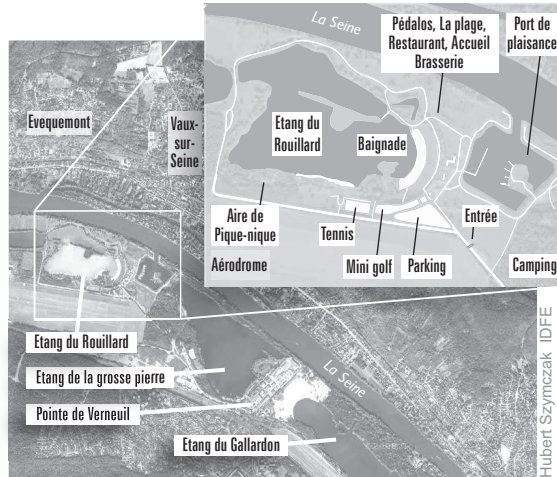 La Seine
Pédalos, La plage,
Restaurant, Accueil
Brasserie
Port de
plaisance
Evequemont
Vaux-
sur-
Seine
Etang du
Rouillard
Baignade
Aire de
Pique-nique
Tennis
Entrée
Aérodrome
Mini golf
Parking
Camping
Etang du Rouillard
Etang de la grosse pierre
Pointe de Verneuil
La Seine
Etang du Gallardon
Hubert Szymczak IDFE